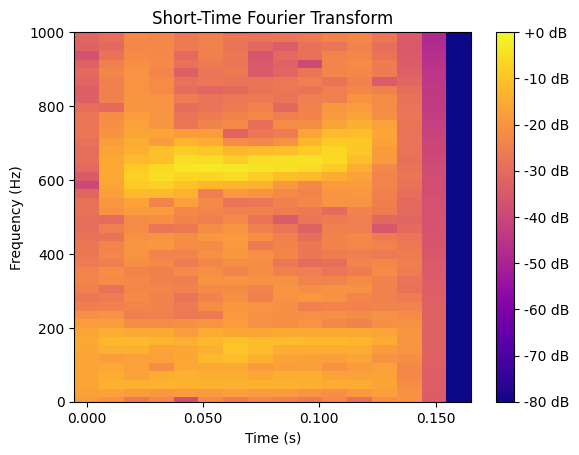 Short-Time Fourier Transform
Frequency (Hz)
1000
800
600
400
200
0
0.000 0.050 0.100 0.150
Time (s)
+0 dB
-10 dB
-20 dB
-30 dB
-40 dB
-50 dB
-60 dB
-70 dB
-80 dB